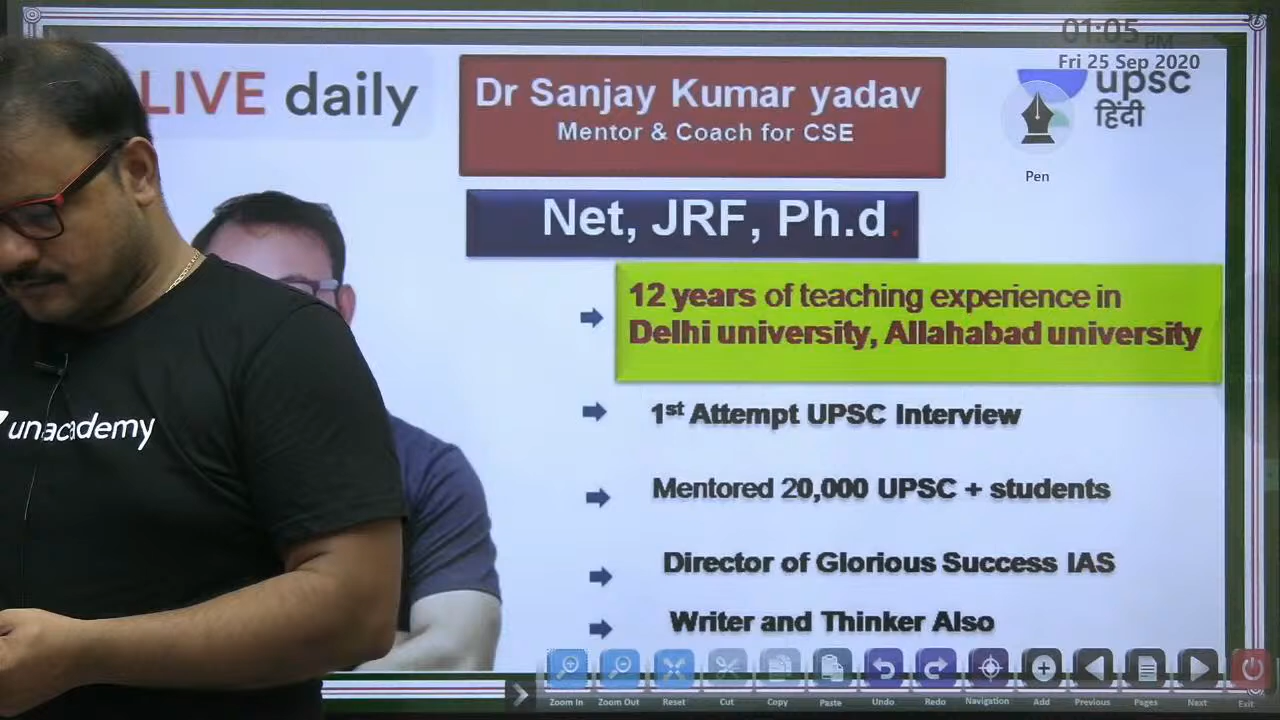 01:05 PM
Fri 25 Sep 2020
LIVE daily
Dr Sanjay Kumar yadav
Mentor & Coach for CSE
upsc
हिंदी
Pen
Net, JRF, Ph.d.
12 years of teaching experience in
Delhi university, Allahabad university
1st Attempt UPSC Interview
unacademy
Mentored 20,000 UPSC + students
Director of Glorious Success IAS
Writer and Thinker Also
Zoom In Zoom Out Reset Cut Copy Paste Undo Redo Navigation Add Previous Pages Next Exit